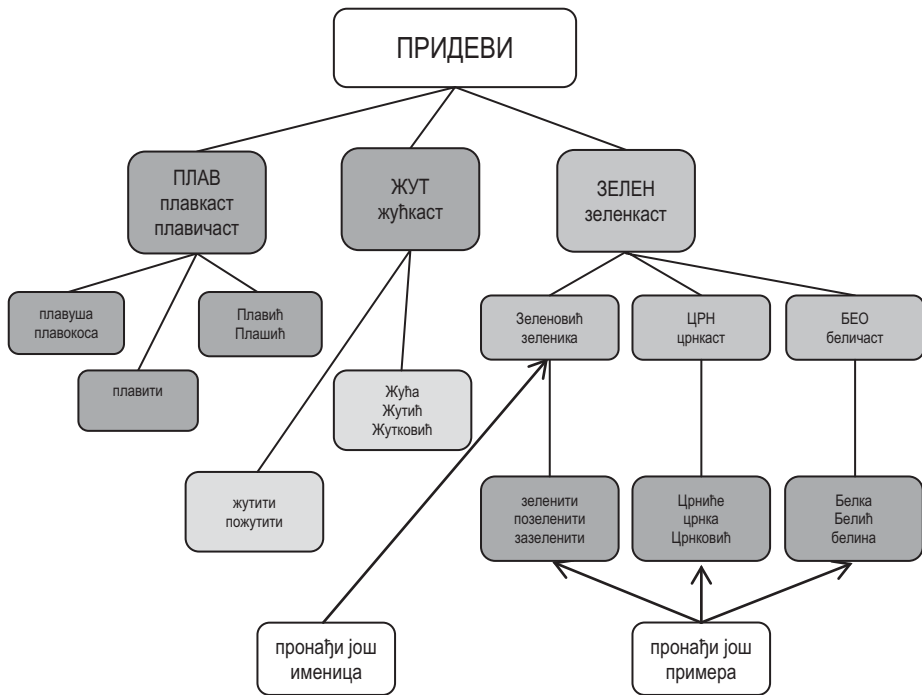 ПРИДЕВИ
ПЛАВ
плавкаст
плавичаст
ЖУТ
жућкаст
ЗЕЛЕН
зеленкаст
плавуша
плавокоса
Плавић
Плашић
Зеленовић
зеленика
ЦРН
црнкаст
БЕО
беличаст
плавити
Жућа
Жутић
Жутковић
жутити
пожутити
зеленити
позеленити
зазеленити
Црниће
црнка
Црнковић
Белка
Белић
белина
пронађи још
именица
пронађи још
примера